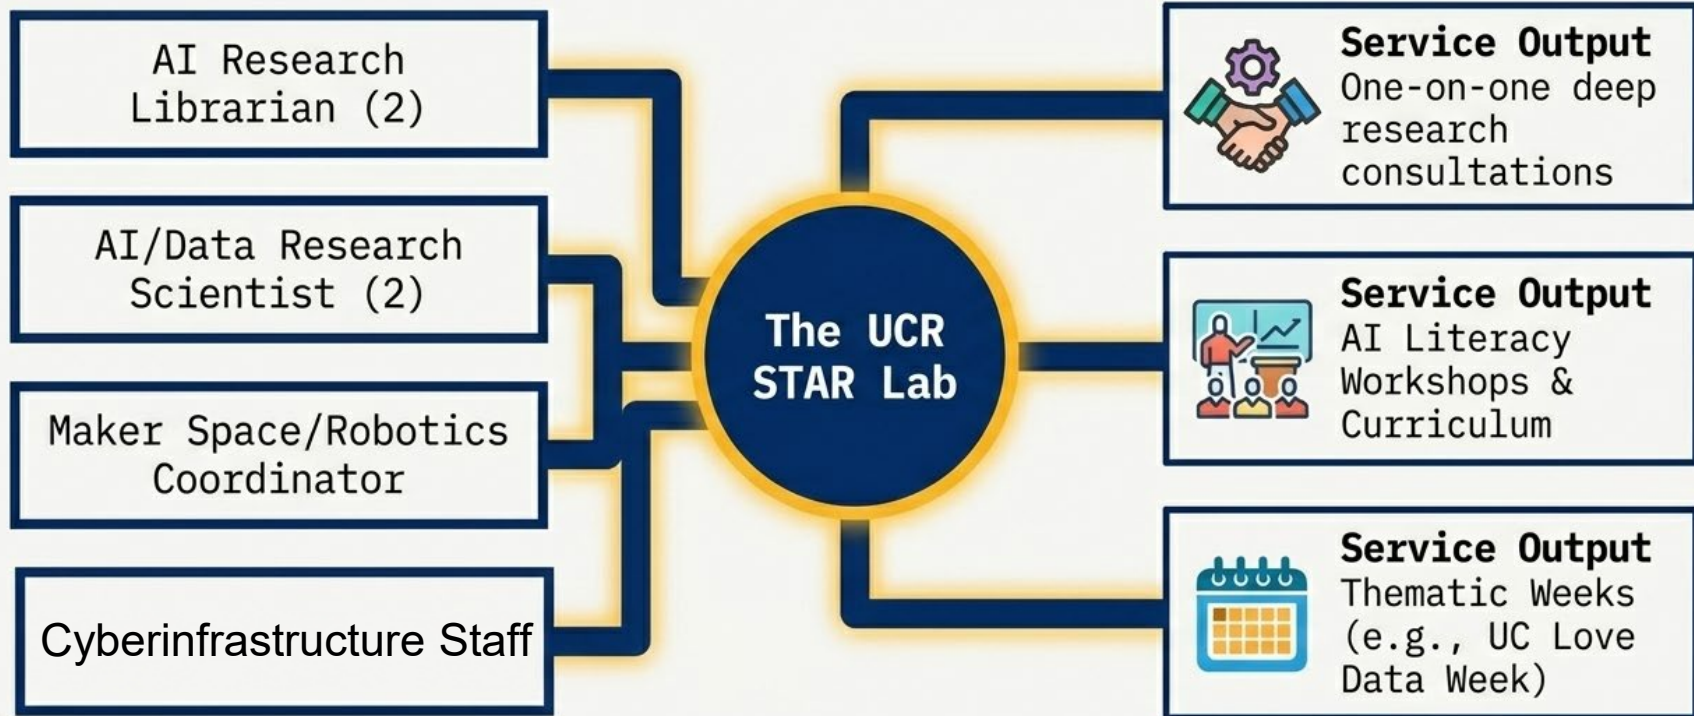 AI Research
Librarian (2)
AI/Data Research
Scientist (2)
Maker Space/Robotics
Coordinator
Cyberinfrastructure Staff
The UCR
STAR Lab
Service Output
One-on-one deep
research
consultations
Service Output
AI Literacy
Workshops &
Curriculum
Service Output
Thematic Weeks
(e.g., UC Love
Data Week)